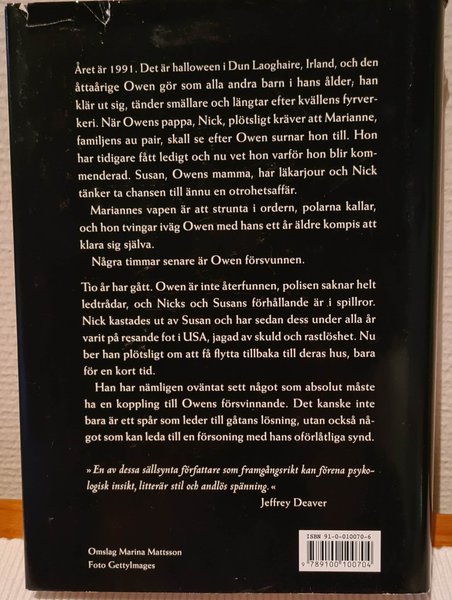 Året är 1991. Det är halloween i Dun Laoghaire, Irland, och den
åttaårige Owen gör som alla andra barn i hans ålder; han
klär ut sig, tänder smällare och längtar efter kvällens fyrver-
keri. När Owens pappa, Nick, plötsligt kräver att Marianne,
familjens au pair, skall se efter Owen surnar hon till. Hon
har tidigare fått ledigt och nu vet hon varför hon blir kom-
menderad. Susan, Owens mamma, har läkarjour och Nick
tänker ta chansen till ännu en otrohetsaffär.
Mariannes vapen är att strunta i ordern, polarna kallar,
och hon tvingar iväg Owen med hans ett år äldre kompis att
klara sig själva.
Några timmar senare är Owen försvunnen.
Tio år har gått. Owen är inte återfunnen, polisen saknar helt
ledtrådar, och Nicks och Susans förhållande är i spillror.
Nick kastades ut av Susan och har sedan dess under alla år
varit på resande fot i USA, jagad av skuld och rastlöshet. Nu
ber han plötsligt om att få flytta tillbaka till deras hus, bara
för en kort tid.
Han har nämligen oväntat sett något som absolut måste
ha en koppling till Owens försvinnande. Det kanske inte
bara är ett spår som leder till gåtans lösning, utan också nå-
got som kan leda till en försoning med hans oförlåtliga synd.
» En av dessa sällsynta författare som framgångsrikt kan förena psyko-
logisk insikt, litterär stil och andlös spänning. «
Jeffrey Deaver
Omslag Marina Mattsson
Foto GettyImages
ISBN 91-0-010070-6
9 789100 100704